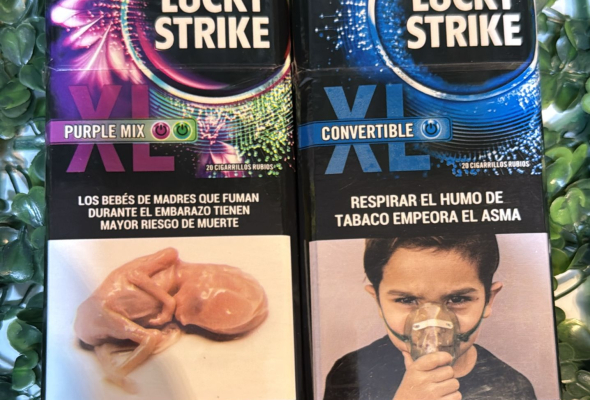 LUCKY
STRIKE
XL
PURPLE MIX
20 CIGARRILLOS RUBIOS
LOS BEBÉS DE MADRES QUE FUMAN
DURANTE EL EMBARAZO TIENEN
MAYOR RIESGO DE MUERTE
LUCKY
STRIKE
XL
CONVERTIBLE
20 CIGARRILLOS RUBIOS
RESPIRAR EL HUMO DE
TABACO EMPEORA EL ASMA